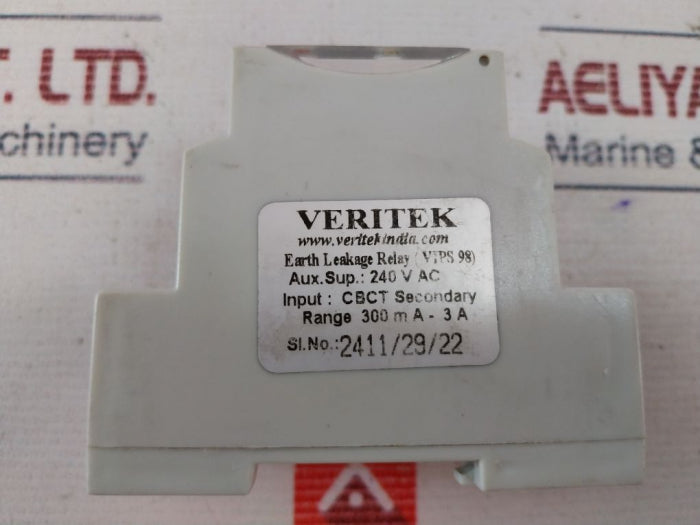 T. LTD.
chinery
AELIYA
Marine &
VERITEK
www.veritekindia.com
Earth Leakage Relay ( VIPS 98)
Aux.Sup.: 240 V AC
Input : CBCT Secondary
Range 300 m A - 3 A
Sl.No.: 2411/29/22